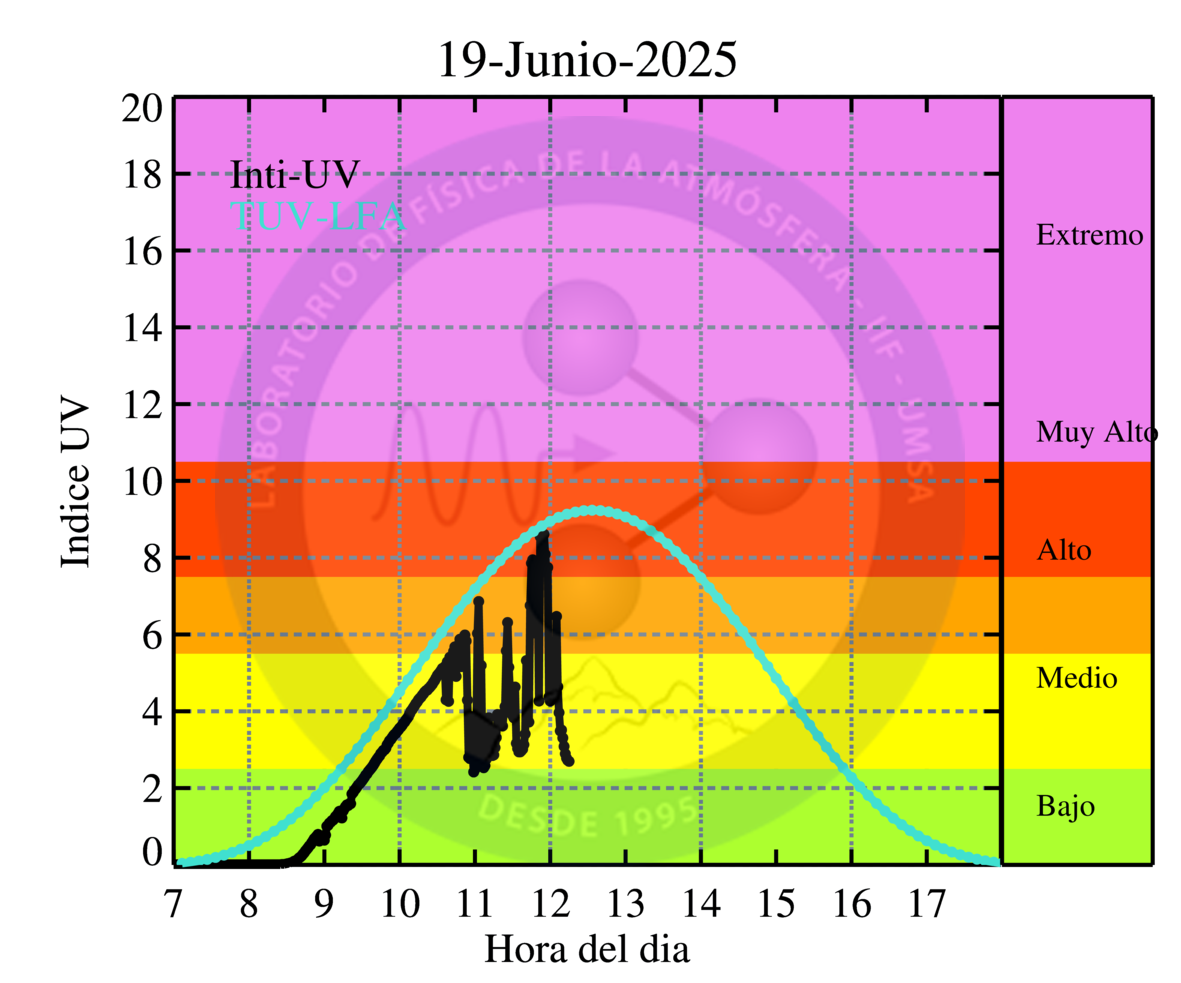 19-Junio-2025
Indice UV
20
18
16
14
12
10
8
6
4
2
0
Inti-UV
TUV-LFA
LABORATORIO DE FÍSICA DE LA ATMÓSFERA - IIF - UMSA
DESDE 1995
Extremo
Muy Alto
Alto
Medio
Bajo
7 8 9 10 11 12 13 14 15 16 17
Hora del dia